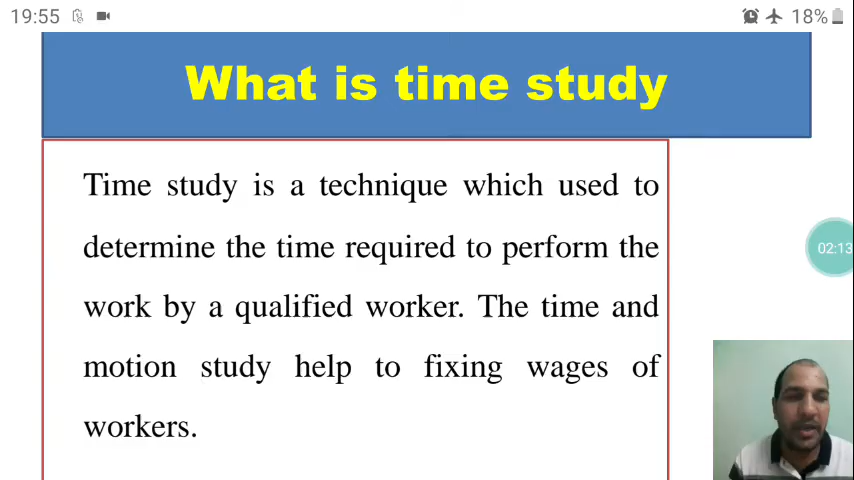 19:55
18%
What is time study
Time study is a technique which used to
determine the time required to perform the
work by a qualified worker. The time and
motion study help to fixing wages of
workers.
02:13